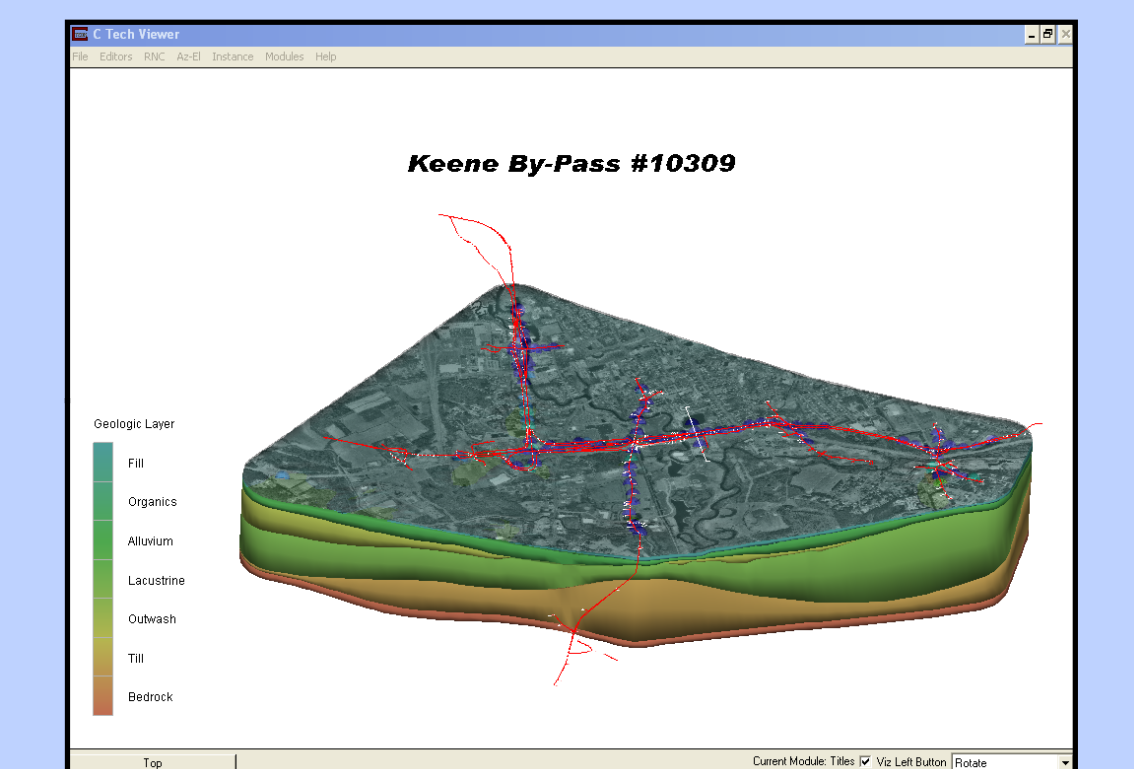 C Tech Viewer
File Editors RNC Az-El Instance Modules Help
Keene By-Pass #10309
Geologic Layer
Fill
Organics
Alluvium
Lacustrine
Outwash
Till
Bedrock
Top
Current Module: Titles Viz Left Button Rotate